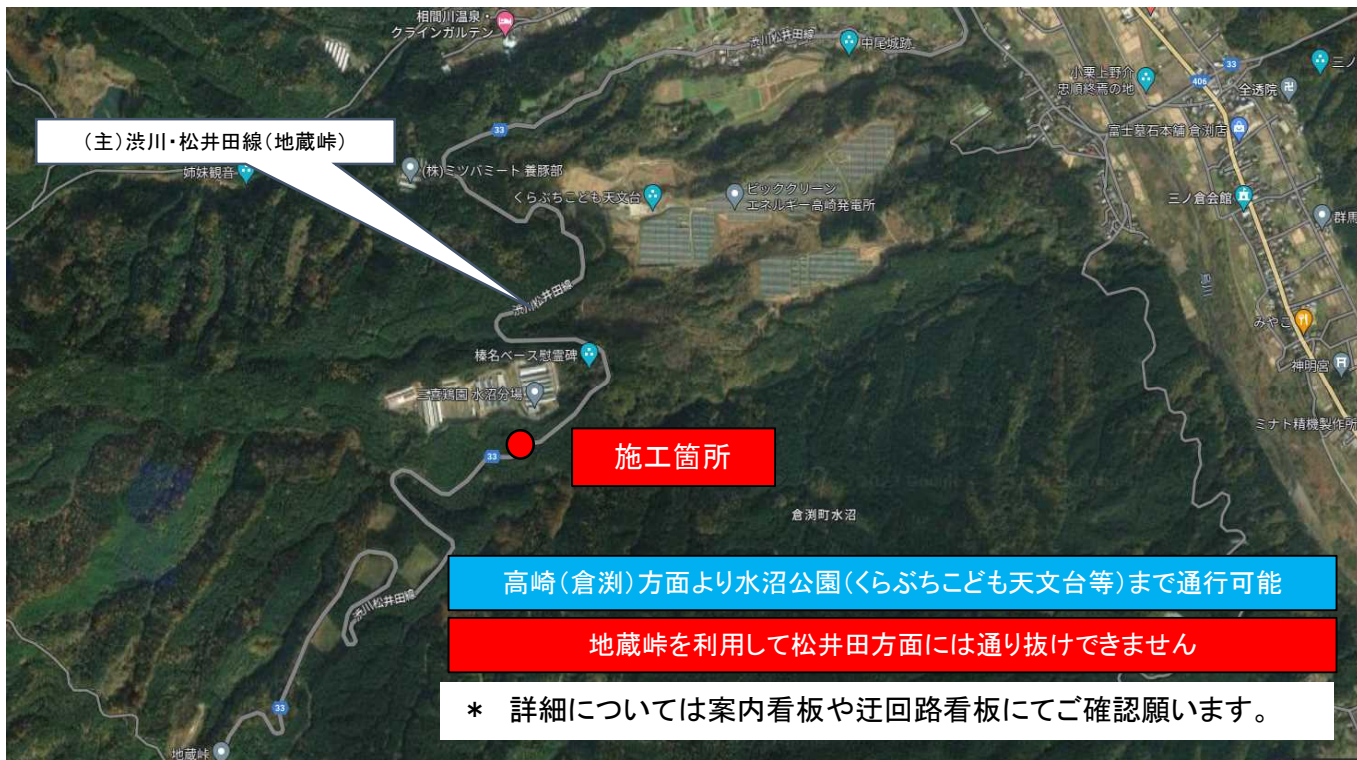 相間川温泉・
クラインガルテン
渋川松井田線
中尾城跡
小栗上野介
忠順終焉の地
33
406
全透院
三ノ
(主)渋川・松井田線(地蔵峠)
33
富士墓石本舗 倉渕店
姉妹観音
(株)ミツバミート 養豚部
くらぶちこども天文台
ビッククリーン
エネルギー高崎発電所
三ノ倉会館
群馬
渋川松井田線
みやこ
榛名ベース慰霊碑
神明宮
三喜鶏園 水沼分場
ミナト精機製作所
33
施工箇所
倉渕町水沼
高崎(倉渕)方面より水沼公園(くらぶちこども天文台等)まで通行可能
渋川松井田線
地蔵峠を利用して松井田方面には通り抜けできません
33
* 詳細については案内看板や迂回路看板にてご確認願います。
地蔵峠